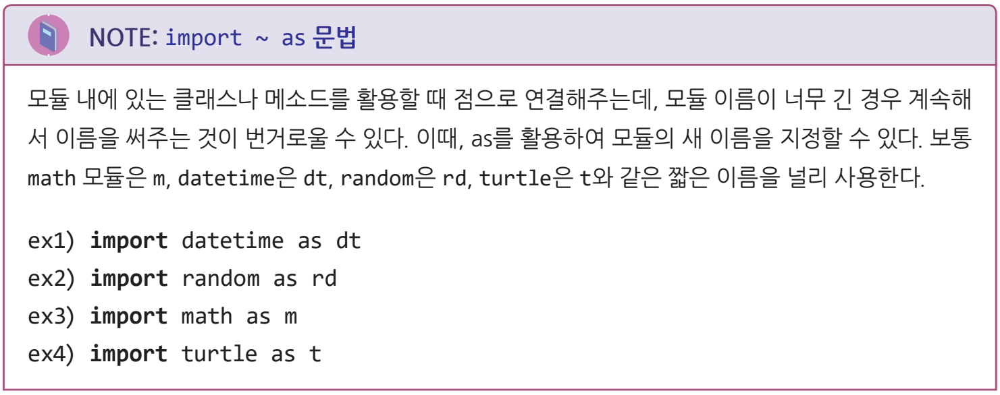 NOTE: import ~ as 문법
모듈 내에 있는 클래스나 메소드를 활용할 때 점으로 연결해주는데, 모듈 이름이 너무 긴 경우 계속해
서 이름을 써주는 것이 번거로울 수 있다. 이때, as를 활용하여 모듈의 새 이름을 지정할 수 있다. 보통
math 모듈은 m, datetime은 dt, random은 rd, turtle은 t와 같은 짧은 이름을 널리 사용한다.
ex1) import datetime as dt
ex2) import random as rd
ex3) import math as m
ex4) import turtle as t